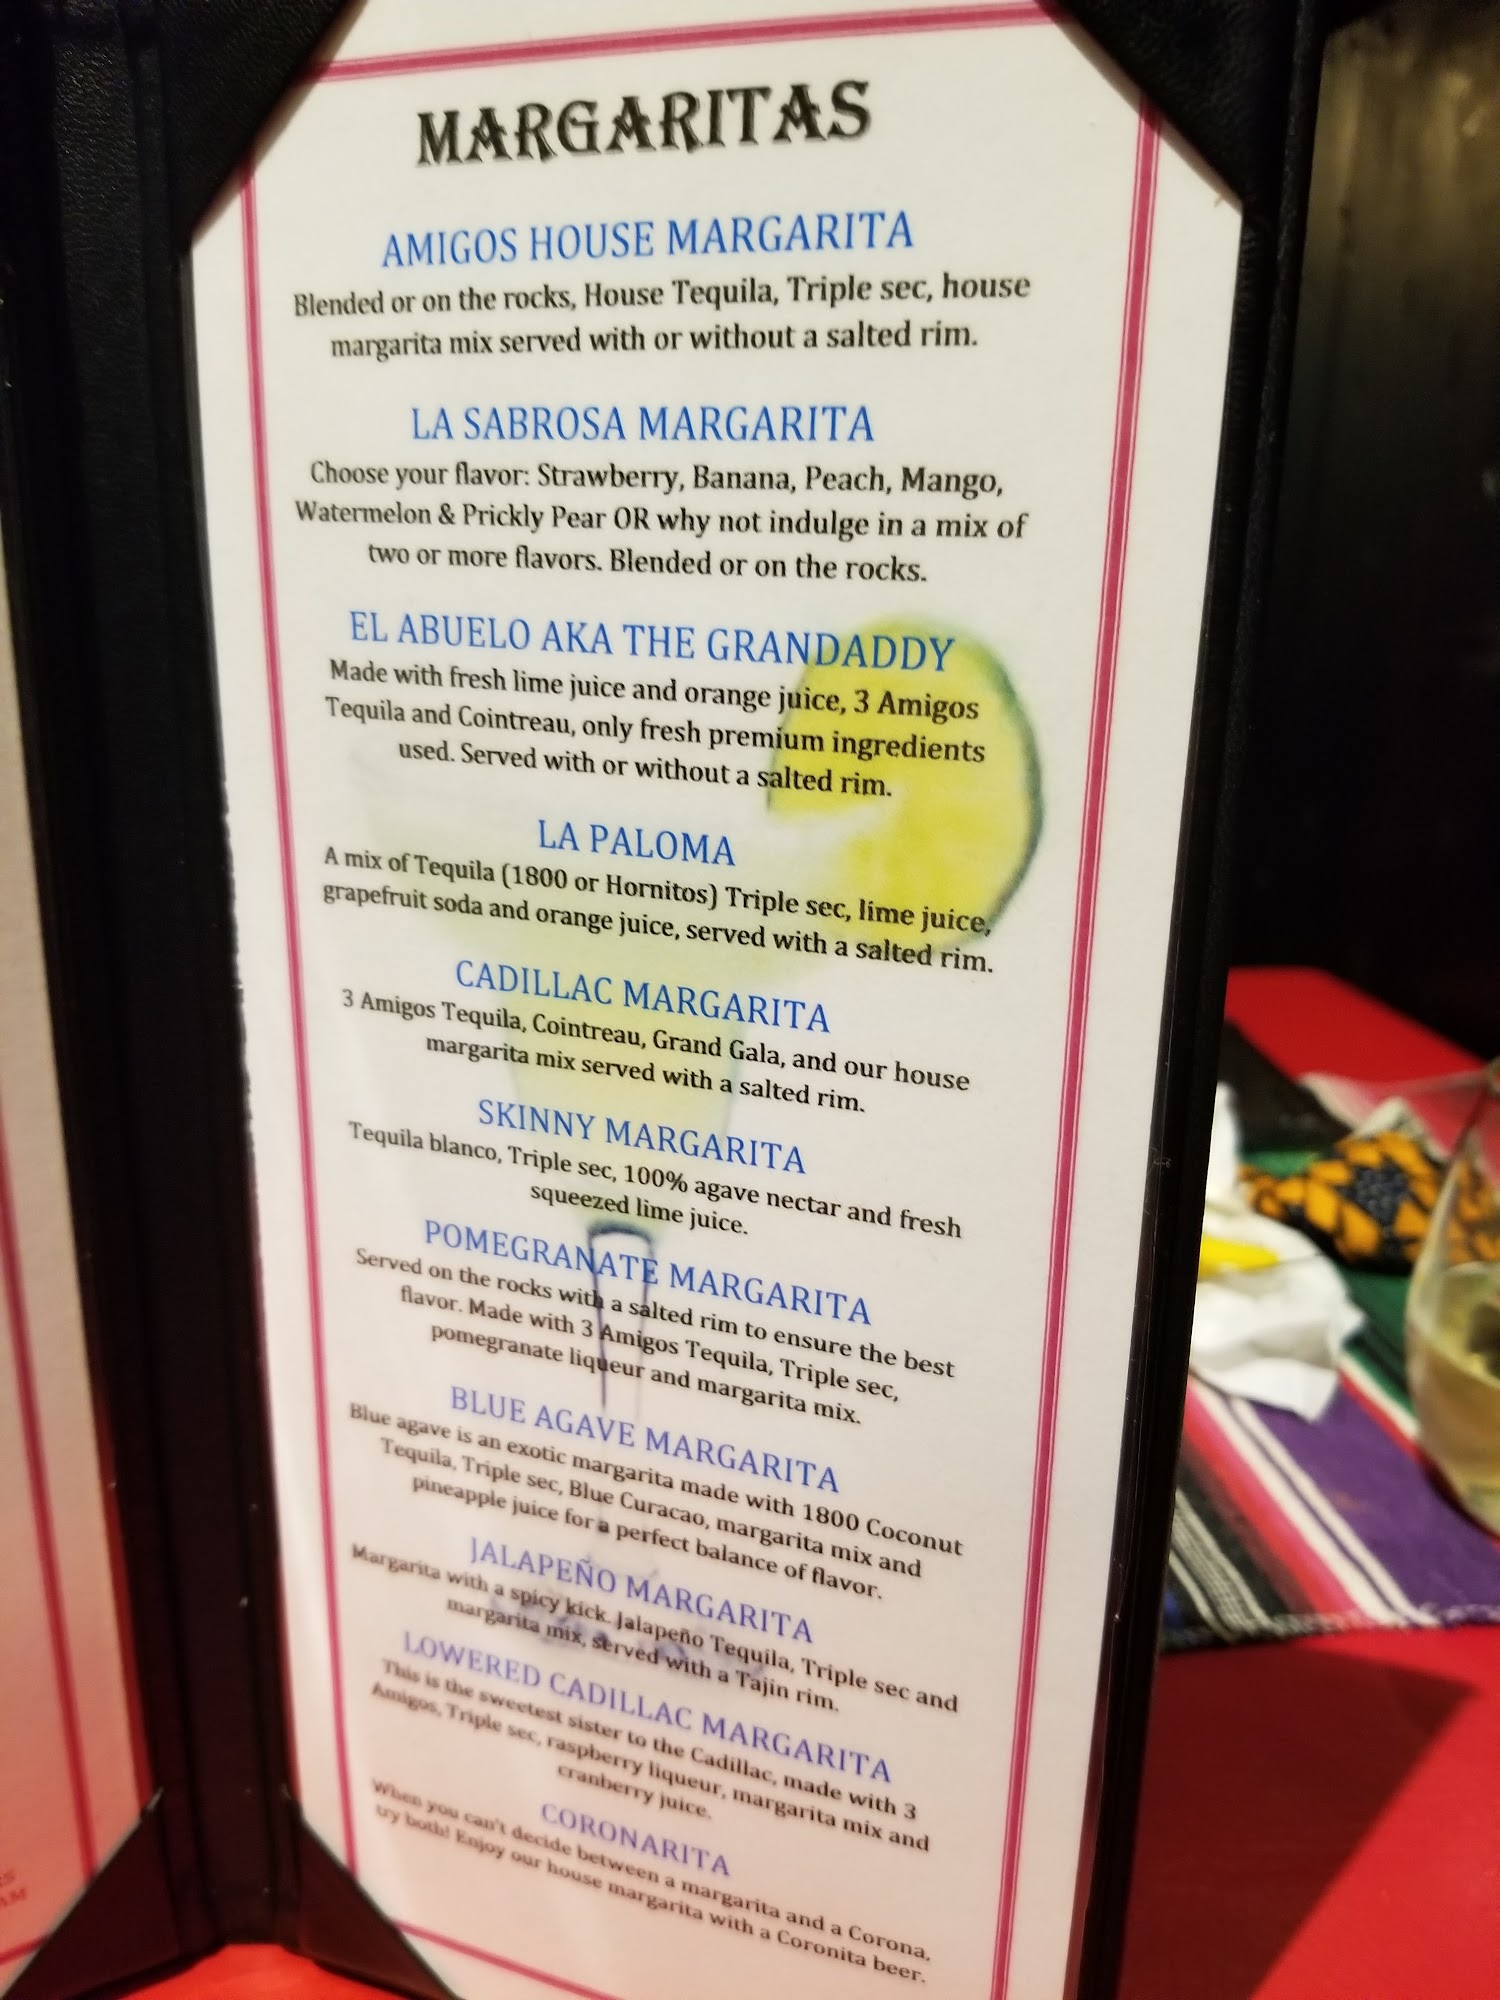 MARGARITAS
AMIGOS HOUSE MARGARITA
Blended or on the rocks, House Tequila, Triple sec, house
margarita mix served with or without a salted rim.
LA SABROSA MARGARITA
Choose your flavor: Strawberry, Banana, Peach, Mango,
Watermelon & Prickly Pear OR why not indulge in a mix of
two or more flavors. Blended or on the rocks.
EL ABUELO AKA THE GRANDADDY
Made with fresh lime juice and orange juice, 3 Amigos
Tequila and Cointreau, only fresh premium ingredients
used. Served with or without a salted rim.
LA PALOMA
A mix of Tequila (1800 or Hornitos) Triple sec, lime juice,
grapefruit soda and orange juice, served with a salted rim.
CADILLAC MARGARITA
3 Amigos Tequila, Cointreau, Grand Gala, and our house
margarita mix served with a salted rim.
SKINNY MARGARITA
Tequila blanco, Triple sec, 100% agave nectar and fresh
squeezed lime juice.
POMEGRANATE MARGARITA
Served on the rocks with a salted rim to ensure the best
flavor. Made with 3 Amigos Tequila, Triple sec,
pomegranate liqueur and margarita mix.
BLUE AGAVE MARGARITA
Blue agave is an exotic margarita made with 1800 Coconut
Tequila, Triple sec, Blue Curacao, margarita mix and
pineapple juice for a perfect balance of flavor.
JALAPEÑO MARGARITA
Margarita with a spicy kick. Jalapeño Tequila, Triple sec and
margarita mix, served with a Tajin rim.
LOWERED CADILLAC MARGARITA
This is the sweetest sister to the Cadillac, made with 3
Amigos, Triple sec, raspberry liqueur, margarita mix and
cranberry juice.
CORONARITA
When you can't decide between a margarita and a Corona,
try both! Enjoy our house margarita with a Coronita beer.